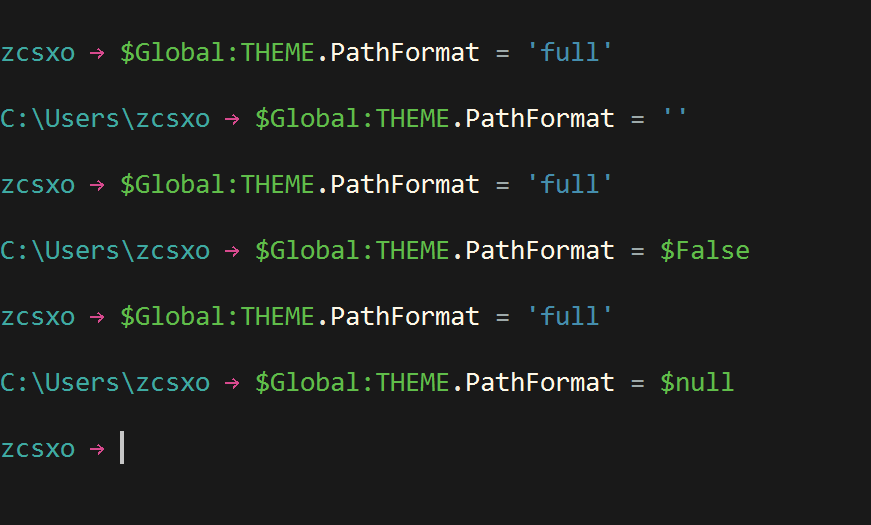 zcsxo → $Global:THEME.PathFormat = 'full'
C:\Users\zcsxo → $Global:THEME.PathFormat = ''
zcsxo → $Global:THEME.PathFormat = 'full'
C:\Users\zcsxo → $Global:THEME.PathFormat = $False
zcsxo → $Global:THEME.PathFormat = 'full'
C:\Users\zcsxo → $Global:THEME.PathFormat = $null
zcsxo →